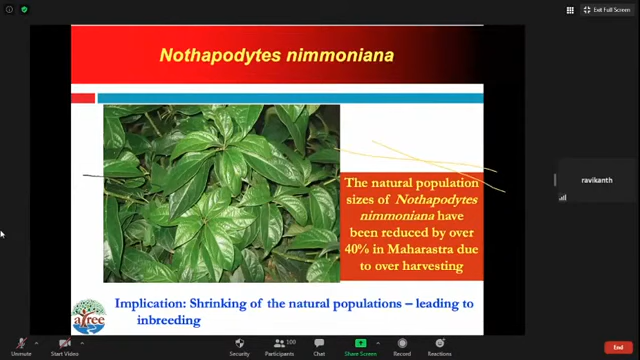 Exit Full Screen
Nothapodytes nimmoniana
The natural population
sizes of Nothapodytes
nimmoniana have
been reduced by over
40% in Maharastra due
to over harvesting
ravikanth
Implication: Shrinking of the natural populations – leading to
inbreeding
atree
Unmute
Start Video
Security
Participants
100
Chat
Share Screen
Record
Reactions
End